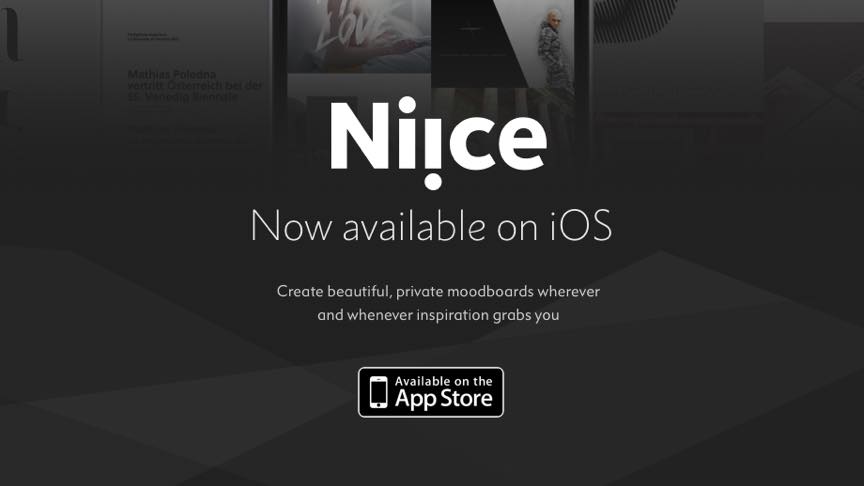 LOVE
Mathias Poledna
vertritt Österreich bei der
55. Venedig Biennale
Niice
Now available on iOS
Create beautiful, private moodboards wherever
and whenever inspiration grabs you
Available on the
App Store